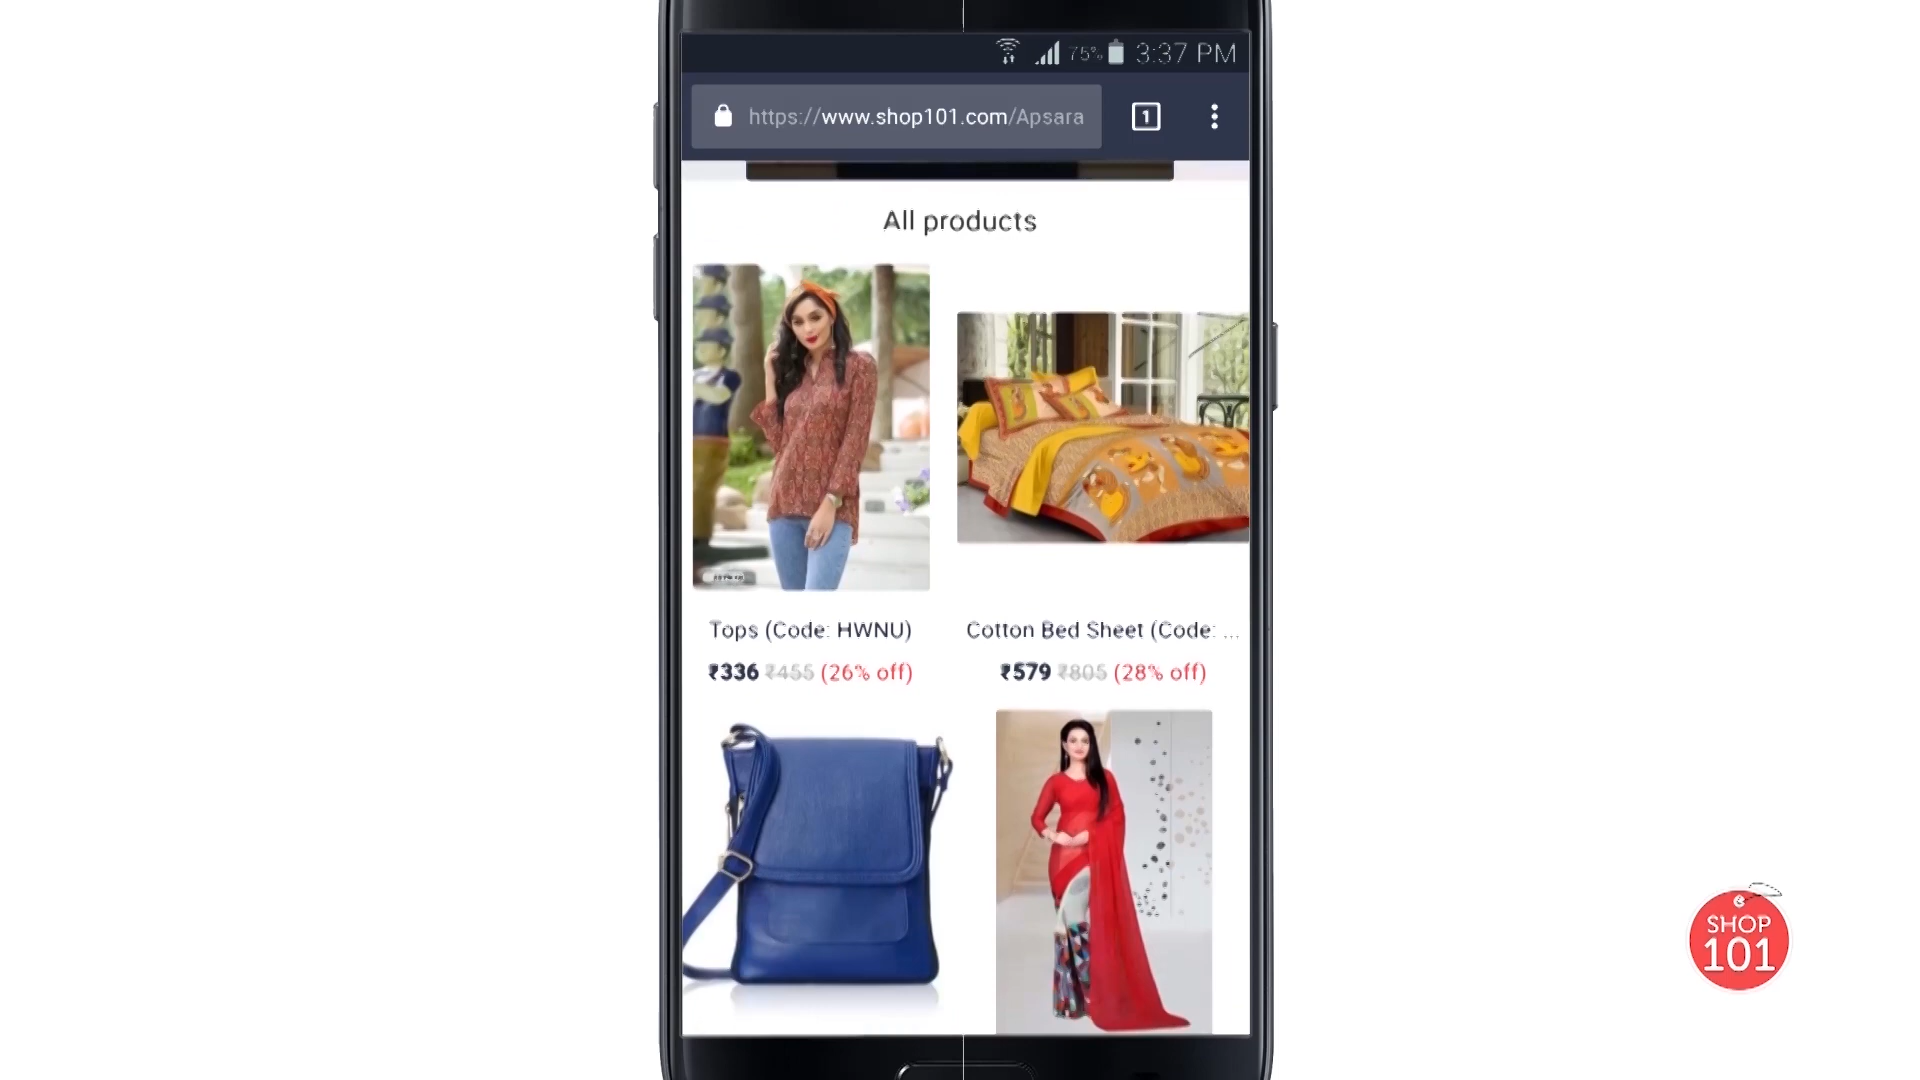 75% 3:37 PM
https://www.shop101.com/Apsara
1
All products
Tops (Code: HWNU)
Cotton Bed Sheet (Code: ...
₹336 ₹455 (26% off)
₹579 ₹805 (28% off)
SHOP
101